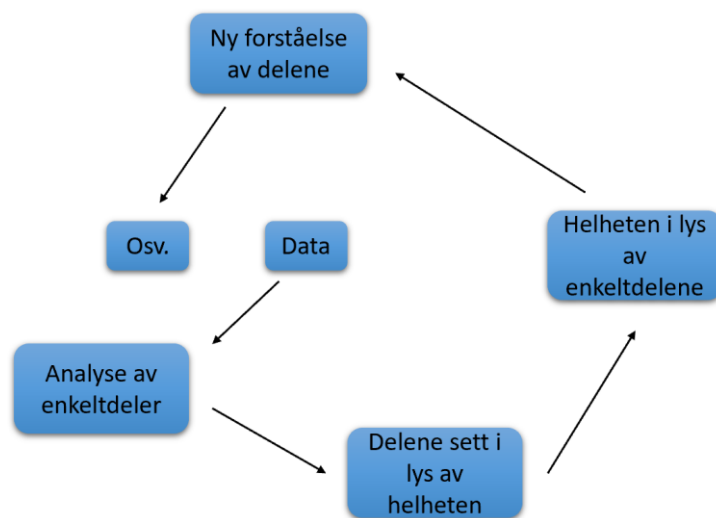 Ny forståelse
av delene
Osv.
Data
Helheten i lys
av
enkeltdelene
Analyse av
enkeltdeler
Delene sett i
lys av
helheten